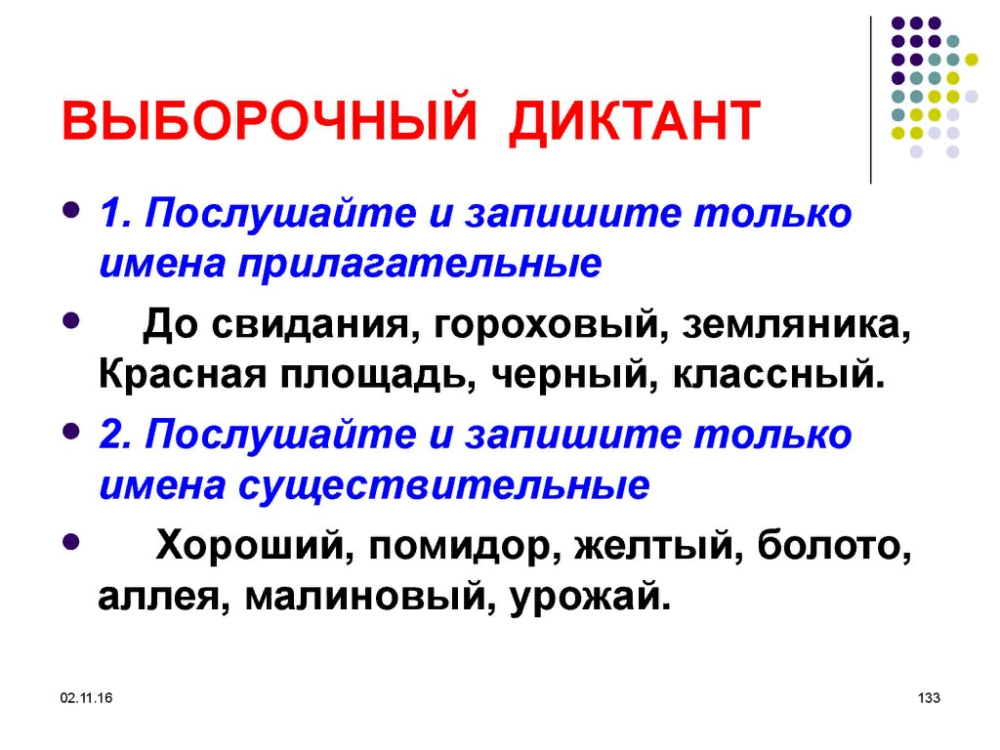 ВЫБОРОЧНЫЙ ДИКТАНТ
1. Послушайте и запишите только
имена прилагательные
До свидания, гороховый, земляника,
Красная площадь, черный, классный.
2. Послушайте и запишите только
имена существительные
Хороший, помидор, желтый, болото,
аллея, малиновый, урожай.
02.11.16
133